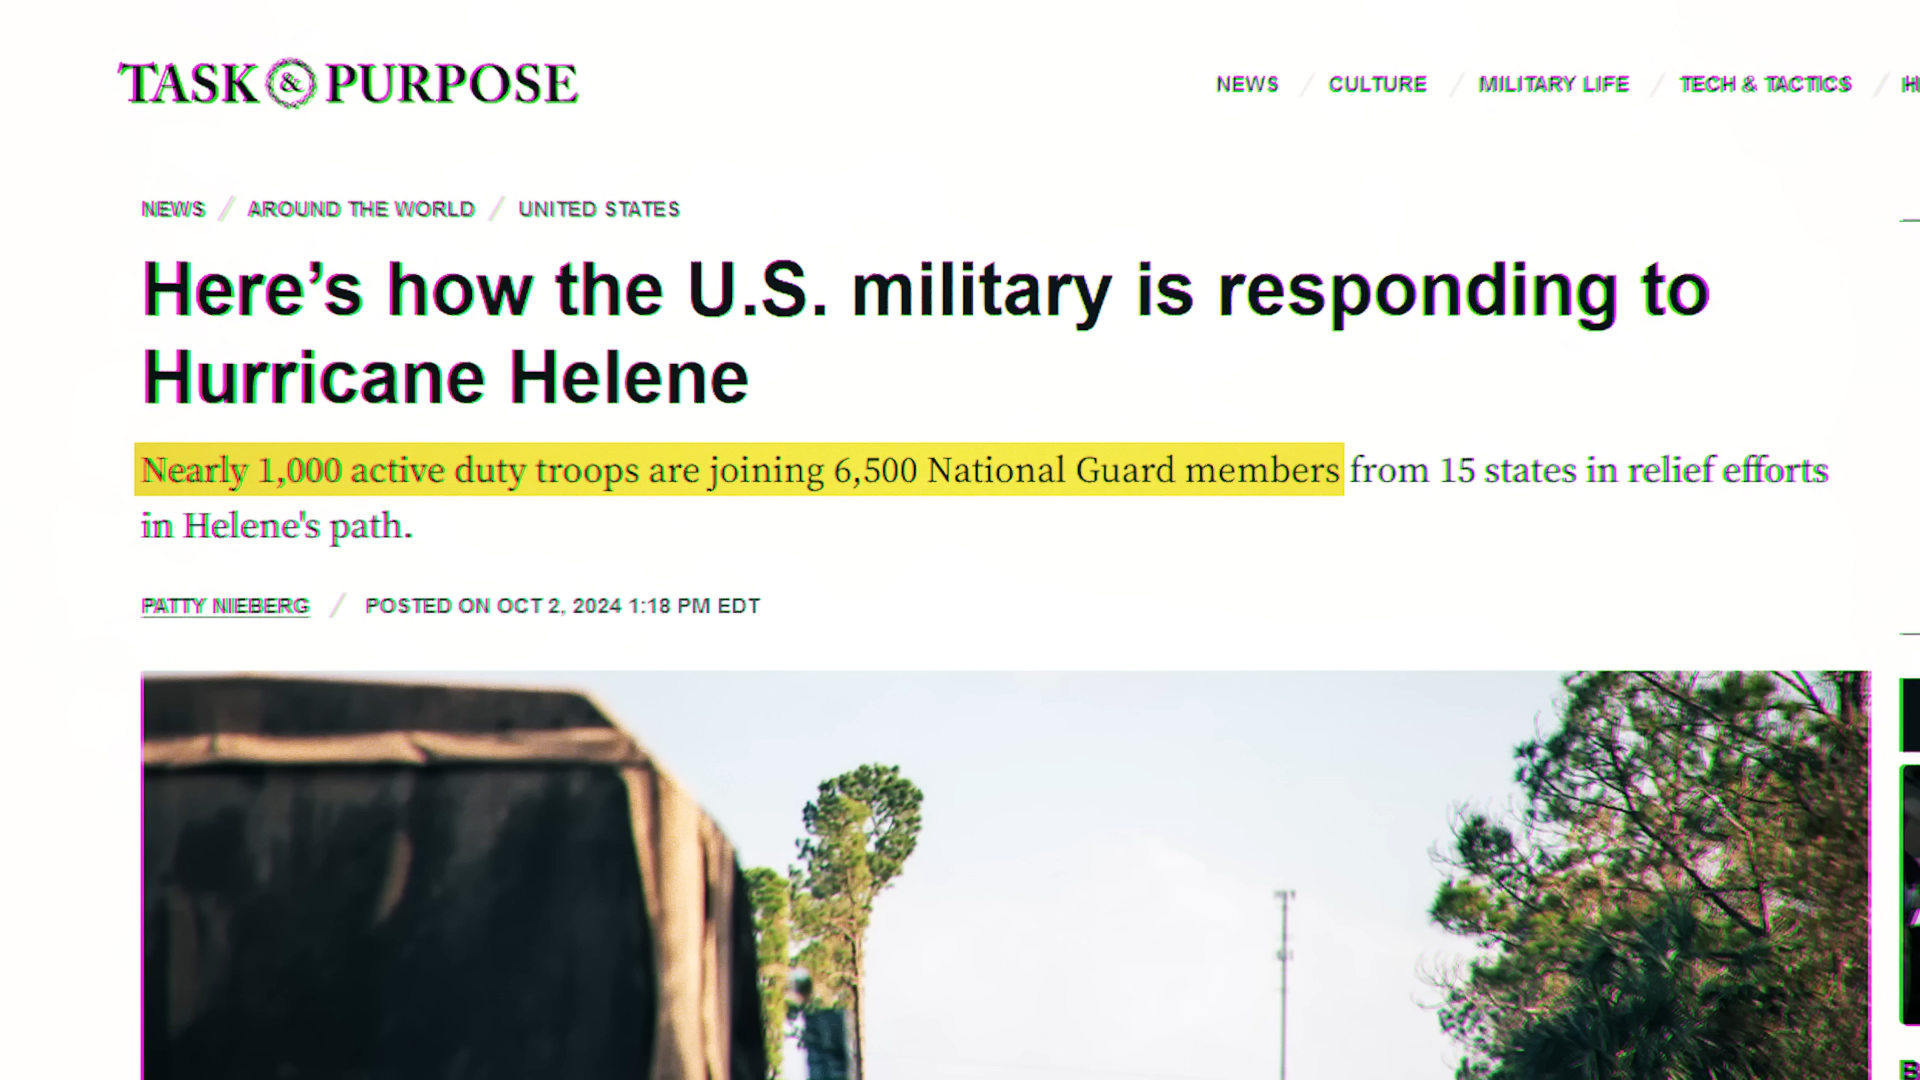 TASK & PURPOSE
NEWS / CULTURE / MILITARY LIFE / TECH & TACTICS /
NEWS / AROUND THE WORLD / UNITED STATES
Here’s how the U.S. military is responding to
Hurricane Helene
Nearly 1,000 active duty troops are joining 6,500 National Guard members from 15 states in relief efforts
in Helene's path.
PATTY NIEBERG / POSTED ON OCT 2, 2024 1:18 PM EDT